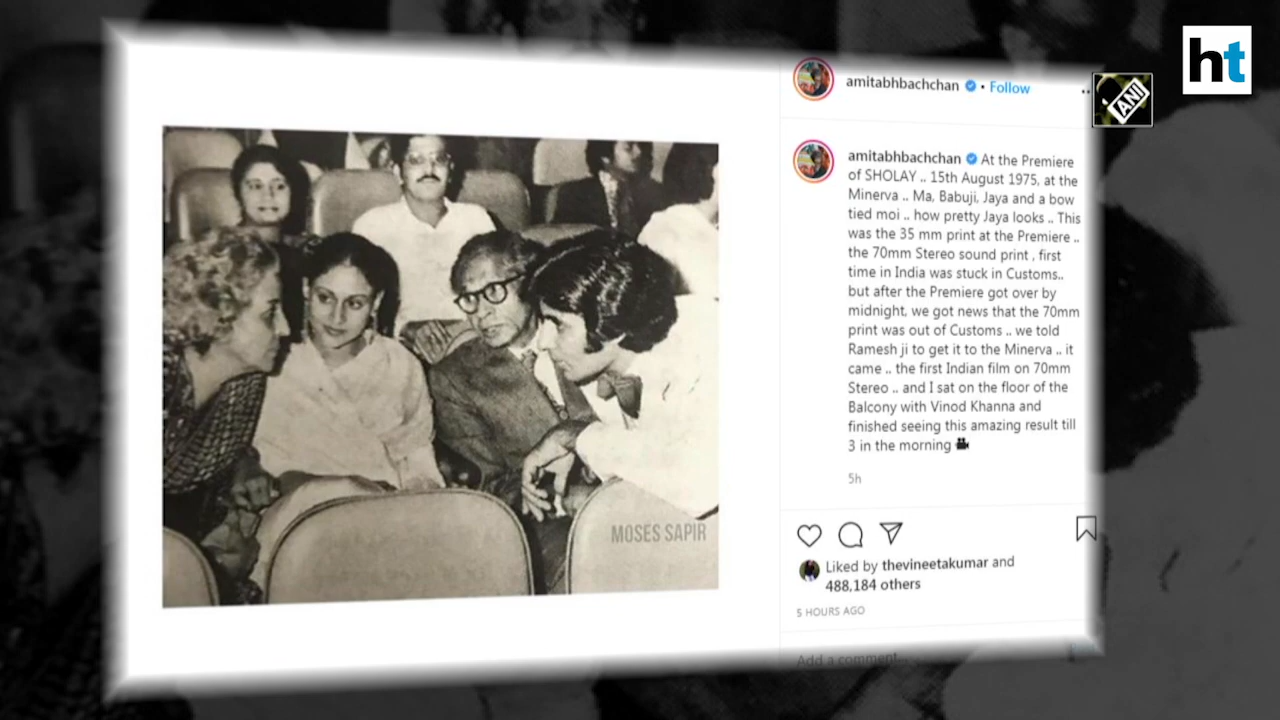 ht
ANI
amitabhbachchan • Follow
amitabhbachchan At the Premiere
of SHOLAY .. 15th August 1975, at the
Minerva .. Ma, Babuji, Jaya and a bow
tied moi .. how pretty Jaya looks .. This
was the 35 mm print at the Premiere ..
the 70mm Stereo sound print , first
time in India was stuck in Customs..
but after the Premiere got over by
midnight, we got news that the 70mm
print was out of Customs .. we told
Ramesh ji to get it to the Minerva .. it
came .. the first Indian film on 70mm
Stereo .. and I sat on the floor of the
Balcony with Vinod Khanna and
finished seeing this amazing result till
3 in the morning 🎥
5h
MOSES SAPIR
Liked by thevineetakumar and
488,184 others
5 HOURS AGO
Add a comment...